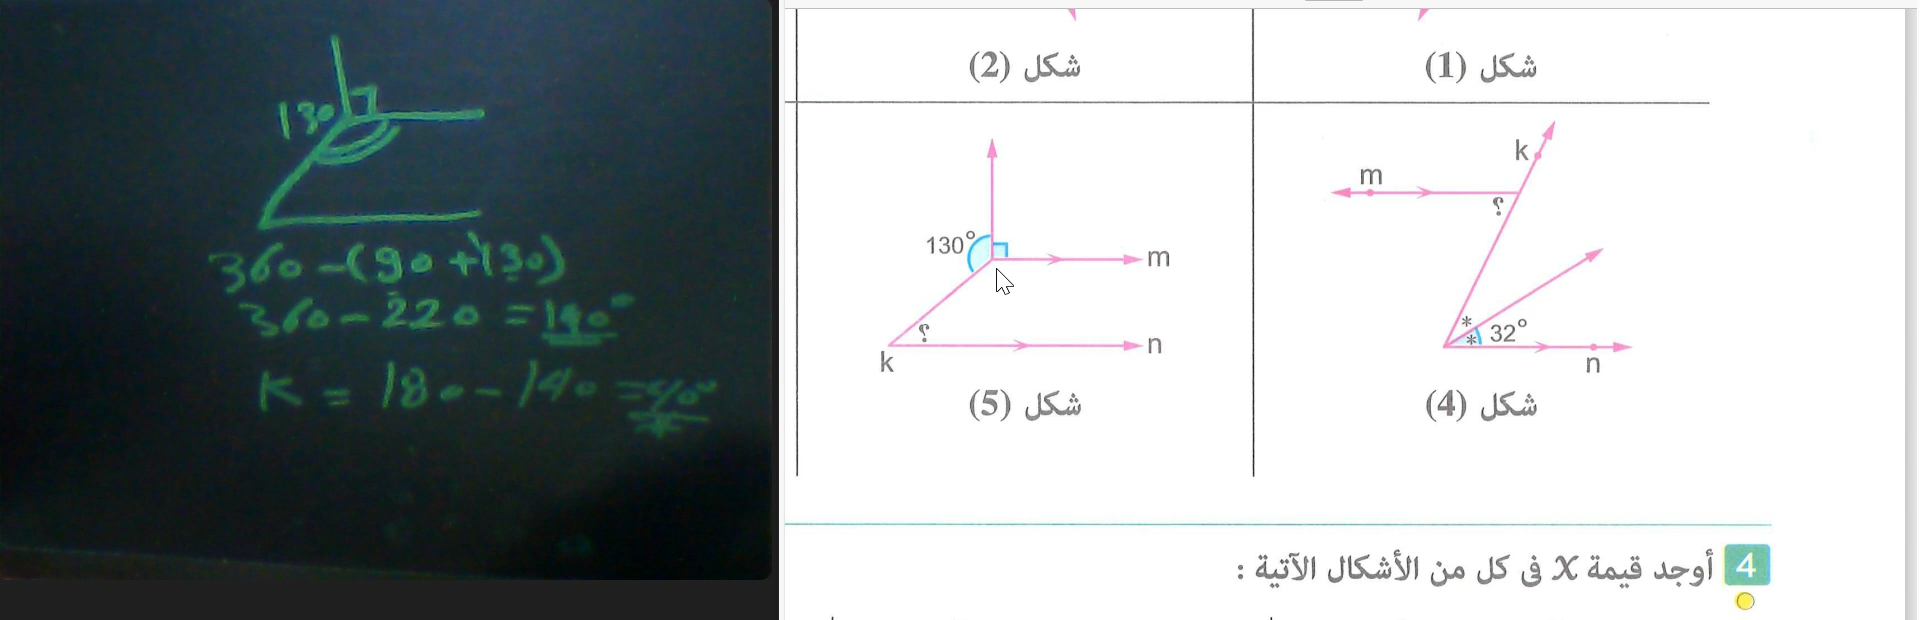 130
360-(90+130)
360-220=140°
K = 180-140=40°
شكل (1)
شكل (2)
k
m
؟
*
*
32°
n
شكل (4)
130°
m
؟
k
n
شكل (5)
4 أوجد قيمة X فى كل من الأشكال الآتية :